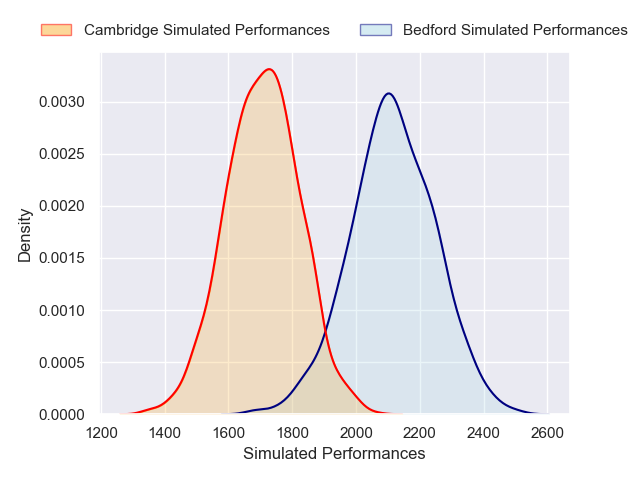 Cambridge Simulated Performances Bedford Simulated Performances
0.0030
0.0025
0.0020
0.0015
0.0010
0.0005
0.0000
Density
1200 1400 1600 1800 2000 2200 2400 2600
Simulated Performances